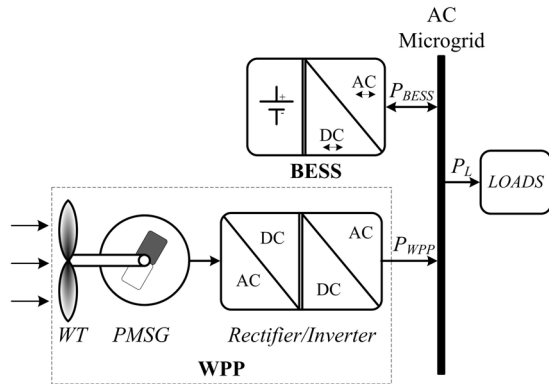 AC
Microgrid
+
-
AC
DC
BESS
P_BESS
P_L
LOADS
DC
AC
AC
DC
P_WPP
WT
PMSG
Rectifier/Inverter
WPP